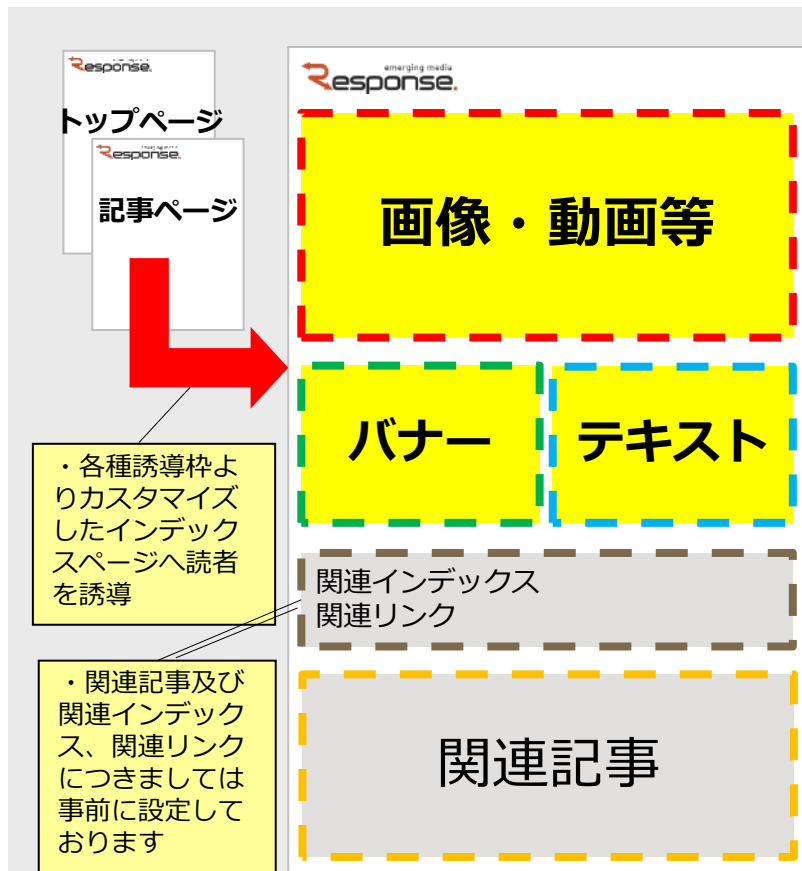 Response.
トップページ
Response.
記事ページ
・各種誘導枠よ
りカスタマイズ
したインデック
スページへ読者
を誘導
・関連記事及び
関連インデック
ス、関連リンク
につきましては
事前に設定して
おります
emerging media
Response.
画像・動画等
バナー
テキスト
関連インデックス
関連リンク
関連記事